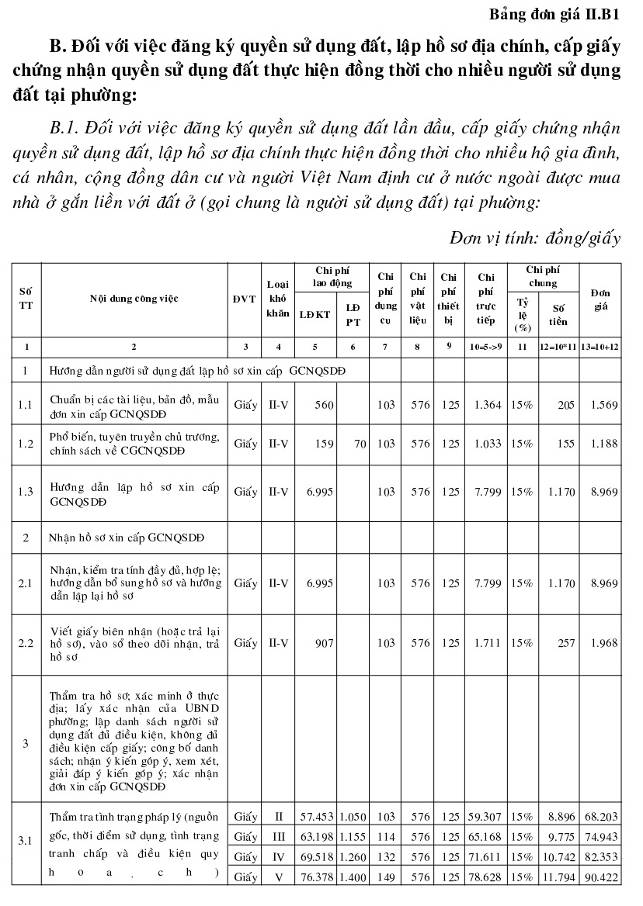 Bảng đơn giá II.B1
B. Đối với việc đăng ký quyền sử dụng đất, lập hồ sơ địa chính, cấp giấy
chứng nhận quyền sử dụng đất thực hiện đồng thời cho nhiều người sử dụng
đất tại phường:
B.1. Đối với việc đăng ký quyền sử dụng đất lần đầu, cấp giấy chứng nhận
quyền sử dụng đất, lập hồ sơ địa chính thực hiện đồng thời cho nhiều hộ gia đình,
cá nhân, cộng đồng dân cư và người Việt Nam định cư ở nước ngoài được mua
nhà ở gắn liền với đất ở (gọi chung là người sử dụng đất) tại phường:
Đơn vị tính: đồng/giấy
Số TT | Nội dung công việc | ĐVT | Loại khó khăn | Chi phí lao động | Chi phí dụng cu | Chi phí vật liệu | Chi phí thiết bị | Chi phí trực tiếp | Chi phí chung | Đơn giá
LĐKT | LĐ PT | Tỷ lệ (%) | Số tiền
1 | 2 | 3 | 4 | 5 | 6 | 7 | 8 | 9 | 10=5->9 | 11 | 12=10*11 | 13=10+12
1 | Hướng dẫn người sử dụng đất lập hồ sơ xin cấp GCNQSDĐ
1.1 | Chuẩn bị các tài liệu, bản đồ, mẫu
đơn xin cấp GCNQSDĐ | Giấy | II-V | 560 | 103 | 576 | 125 | 1.364 | 15% | 205 | 1.569
1.2 | Phổ biến, tuyên truyền chủ trương,
chính sách về CGCNQSDĐ | Giấy | II-V | 159 | 70 | 103 | 576 | 125 | 1.033 | 15% | 155 | 1.188
1.3 | Hướng dẫn lập hồ sơ xin cấp
GCNQSDĐ | Giấy | II-V | 6.995 | 103 | 576 | 125 | 7.799 | 15% | 1.170 | 8.969
2 | Nhận hồ sơ xin cấp GCNQSDĐ
2.1 | Nhận, kiểm tra tính đầy đủ, hợp lệ;
hướng dẫn bổ sung hồ sơ và hướng
dẫn lập lại hồ sơ | Giấy | II-V | 6.995 | 103 | 576 | 125 | 7.799 | 15% | 1.170 | 8.969
2.2 | Viết giấy biên nhận (hoặc trả lại
hồ sơ), vào sổ theo dõi nhận, trả
hồ sơ | Giấy | II-V | 907 | 103 | 576 | 125 | 1.711 | 15% | 257 | 1.968
3 | Thẩm tra hồ sơ; xác minh ở thực
địa; lấy xác nhận của UBND
phường; lập danh sách người sử
dụng đất đủ điều kiện, không đủ
điều kiện cấp giấy; công bố danh
sách; nhận ý kiến góp ý, xem xét,
giải đáp ý kiến góp ý; xác nhận
đơn xin cấp GCNQSDĐ
3.1 | Thẩm tra tình trạng pháp lý (nguồn
gốc, thời điểm sử dụng, tình trạng
tranh chấp và điều kiện quy
h o a . c h )
Giấy | II | 57.453 | 1.050 | 103 | 576 | 125 | 59.307 | 15% | 8.896 | 68.203
Giấy | III | 63.198 | 1.155 | 114 | 576 | 125 | 65.168 | 15% | 9.775 | 74.943
Giấy | IV | 69.518 | 1.260 | 132 | 576 | 125 | 71.611 | 15% | 10.742 | 82.353
Giấy | V | 76.378 | 1.400 | 149 | 576 | 125 | 78.628 | 15% | 11.794 | 90.422